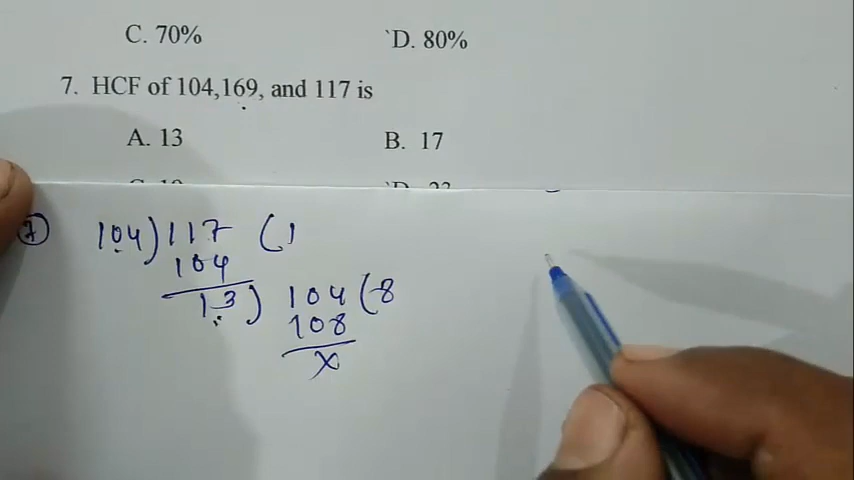 C. 70% `D. 80%
7. HCF of 104,169, and 117 is
A. 13 B. 17
7 104)117(1
104
13)104(8
108
x